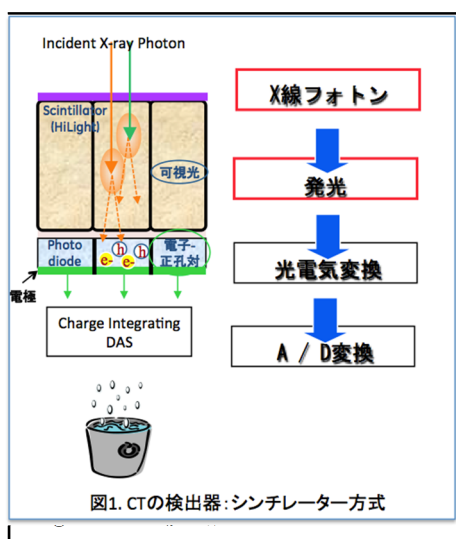 Incident X-ray Photon
Scintillator
(HiLight)
可視光
Photo
diode
h
h
e-
e-
電子-
正孔対
電極
Charge Integrating
DAS
X線フォトン
発光
光電気変換
A / D変換
図1. CTの検出器：シンチレーター方式